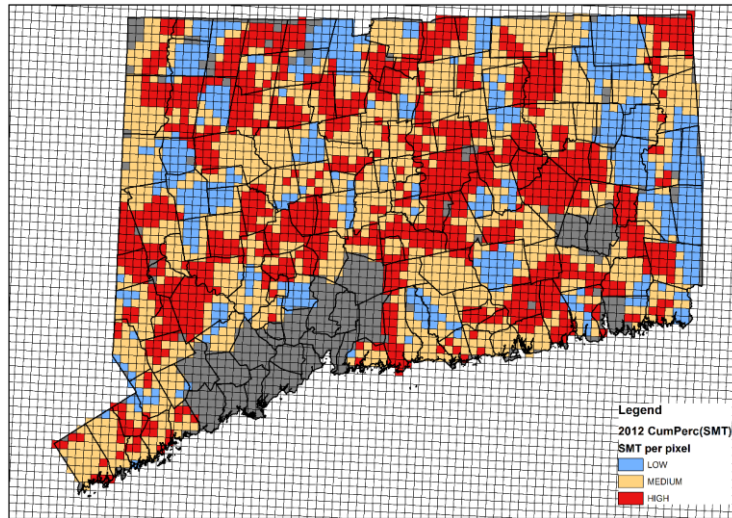 Legend
2012 CumPerc(SMT)
SMT per pixel
LOW
MEDIUM
HIGH